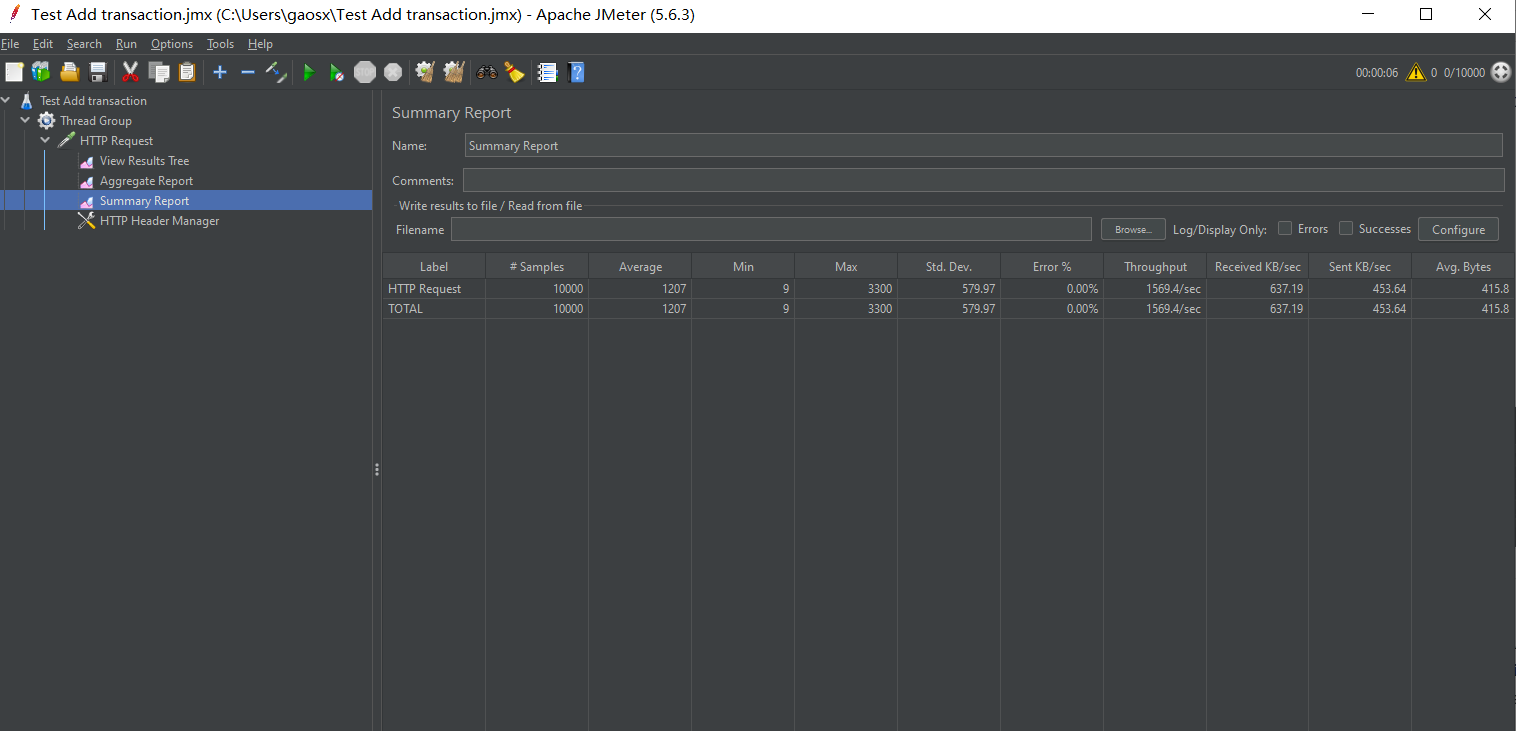 Test Add transaction.jmx (C:\Users\gaosx\Test Add transaction.jmx) - Apache JMeter (5.6.3)
File Edit Search Run Options Tools Help
STOP 00:00:06 0 0/10000
Test Add transaction
Thread Group
HTTP Request
View Results Tree
Aggregate Report
Summary Report
HTTP Header Manager
Summary Report
Name: Summary Report
Comments:
Write results to file / Read from file
Filename Browse... Log/Display Only: Errors Successes Configure
Label # Samples Average Min Max Std. Dev. Error % Throughput Received KB/sec Sent KB/sec Avg. Bytes
HTTP Request 10000 1207 9 3300 579.97 0.00% 1569.4/sec 637.19 453.64 415.8
TOTAL 10000 1207 9 3300 579.97 0.00% 1569.4/sec 637.19 453.64 415.8